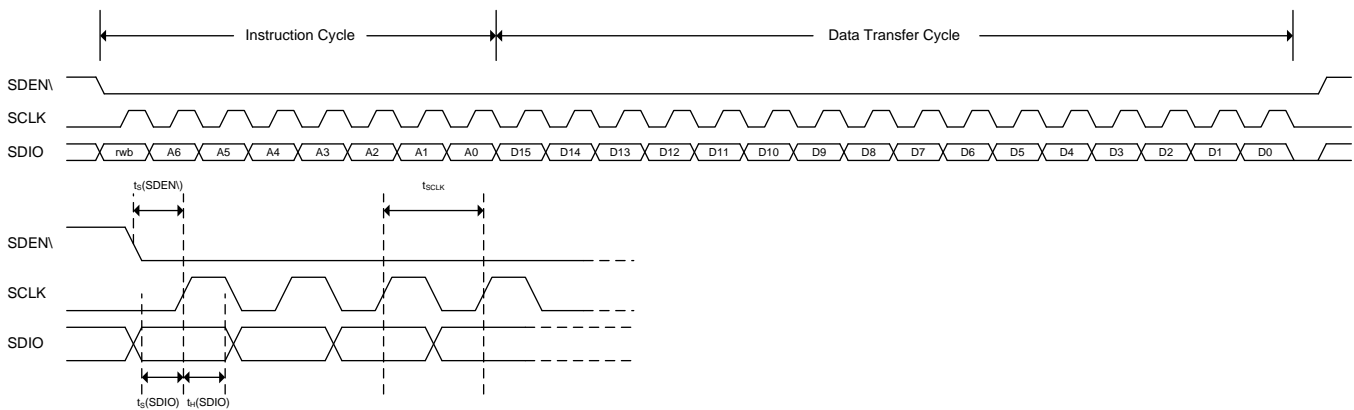 Instruction Cycle Data Transfer Cycle
SDEN\
SCLK
SDIO rwb A6 A5 A4 A3 A2 A1 A0 D15 D14 D13 D12 D11 D10 D9 D8 D7 D6 D5 D4 D3 D2 D1 D0
tS(SDEN\) tSCLK
SDEN\
SCLK
SDIO
tS(SDIO) tH(SDIO)